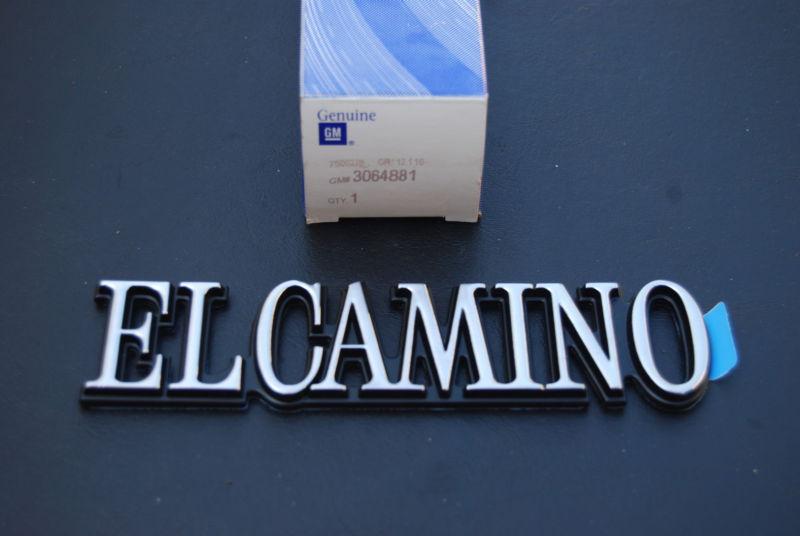 Genuine
GM
®
GM# 3064881
QTY. 1
EL CAMINO